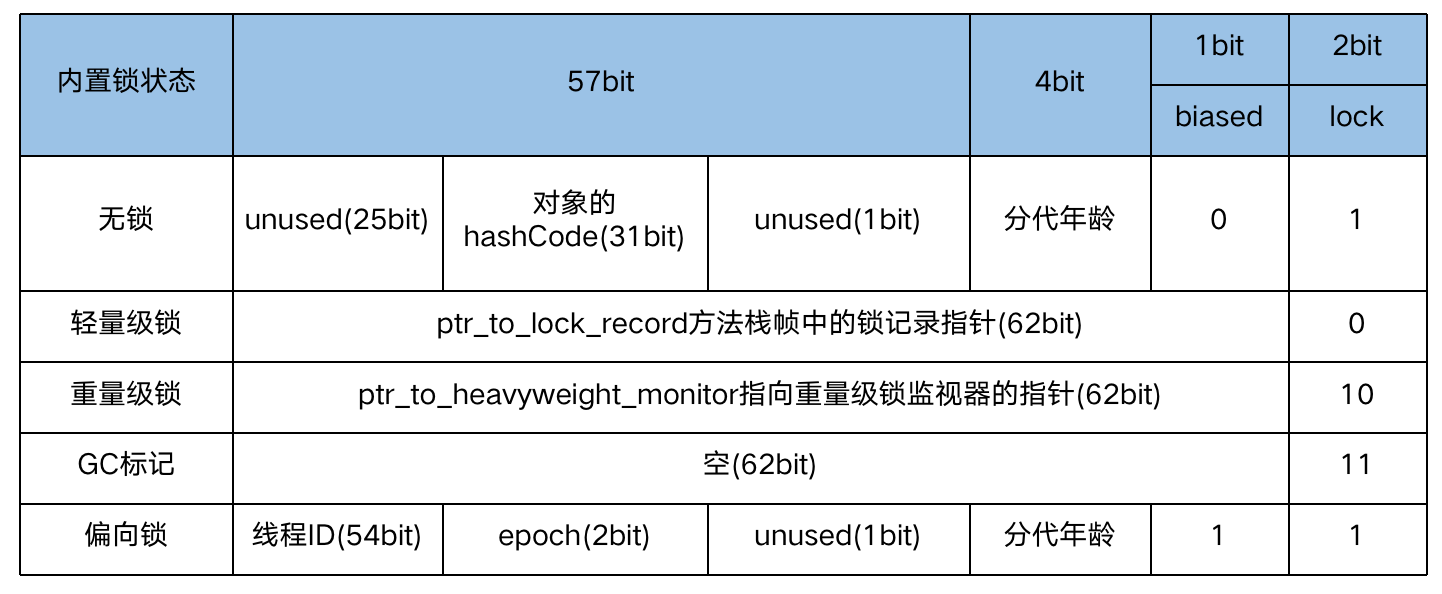 内置锁状态
57bit
4bit
1bit
2bit
biased
lock
无锁
unused(25bit)
对象的
hashCode(31bit)
unused(1bit)
分代年龄
0
1
轻量级锁
ptr_to_lock_record方法栈帧中的锁记录指针(62bit)
0
重量级锁
ptr_to_heavyweight_monitor指向重量级锁监视器的指针(62bit)
10
GC标记
空(62bit)
11
偏向锁
线程ID(54bit)
epoch(2bit)
unused(1bit)
分代年龄
1
1